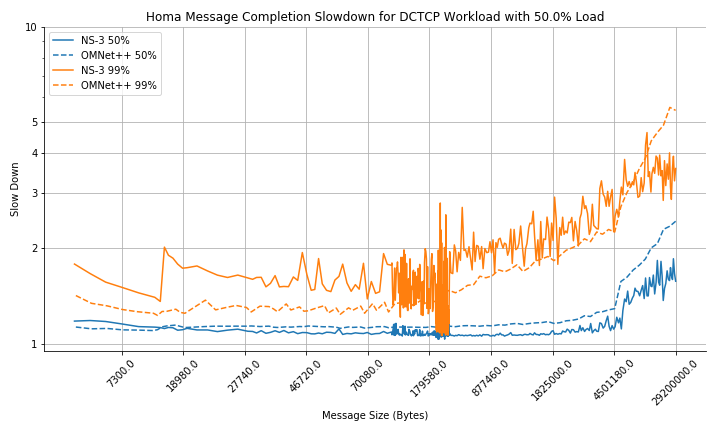 Homa Message Completion Slowdown for DCTCP Workload with 50.0% Load
NS-3 50%
OMNet++ 50%
NS-3 99%
OMNet++ 99%
Slow Down
10
5
4
3
2
1
7300.0
18980.0
27740.0
46720.0
70080.0
179580.0
877460.0
1825000.0
4501180.0
29200000.0
Message Size (Bytes)